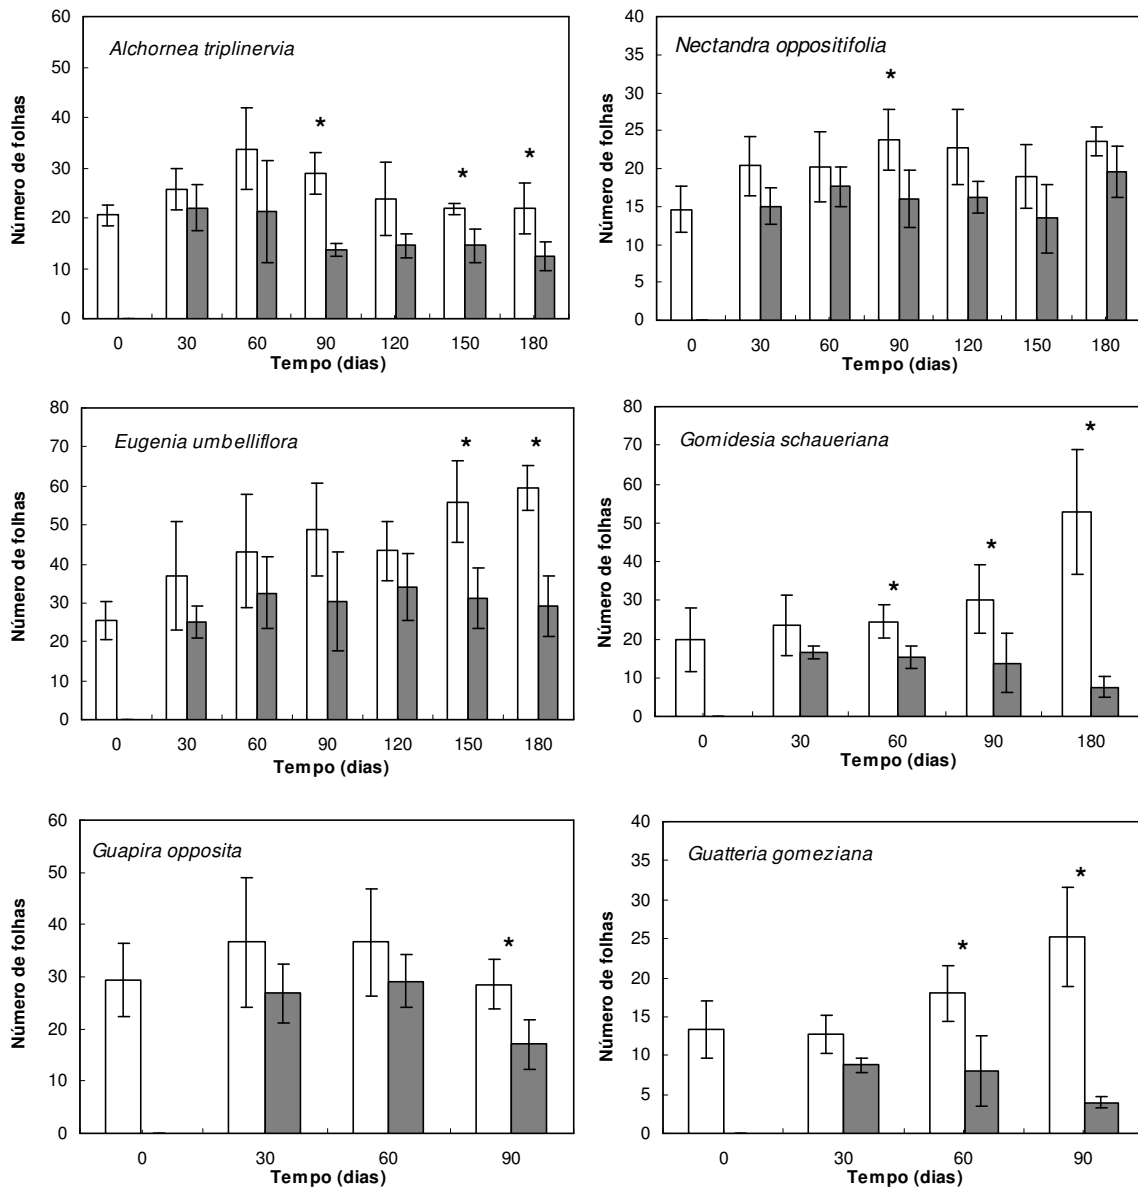 Alchornea triplinervia
Número de folhas
60
50
40
30
20
10
0
* * *
0 30 60 90 120 150 180
Tempo (dias)
Nectandra oppositifolia
Número de folhas
40
35
30
25
20
15
10
5
0
*
0 30 60 90 120 150 180
Tempo (dias)
Eugenia umbelliflora
Número de folhas
80
70
60
50
40
30
20
10
0
* *
0 30 60 90 120 150 180
Tempo (dias)
Gomidesia schaueriana
Número de folhas
80
70
60
50
40
30
20
10
0
* * *
0 30 60 90 180
Tempo (dias)
Guapira opposita
Número de folhas
60
50
40
30
20
10
0
*
0 30 60 90
Tempo (dias)
Guatteria gomeziana
Número de folhas
40
35
30
25
20
15
10
5
0
* *
0 30 60 90
Tempo (dias)